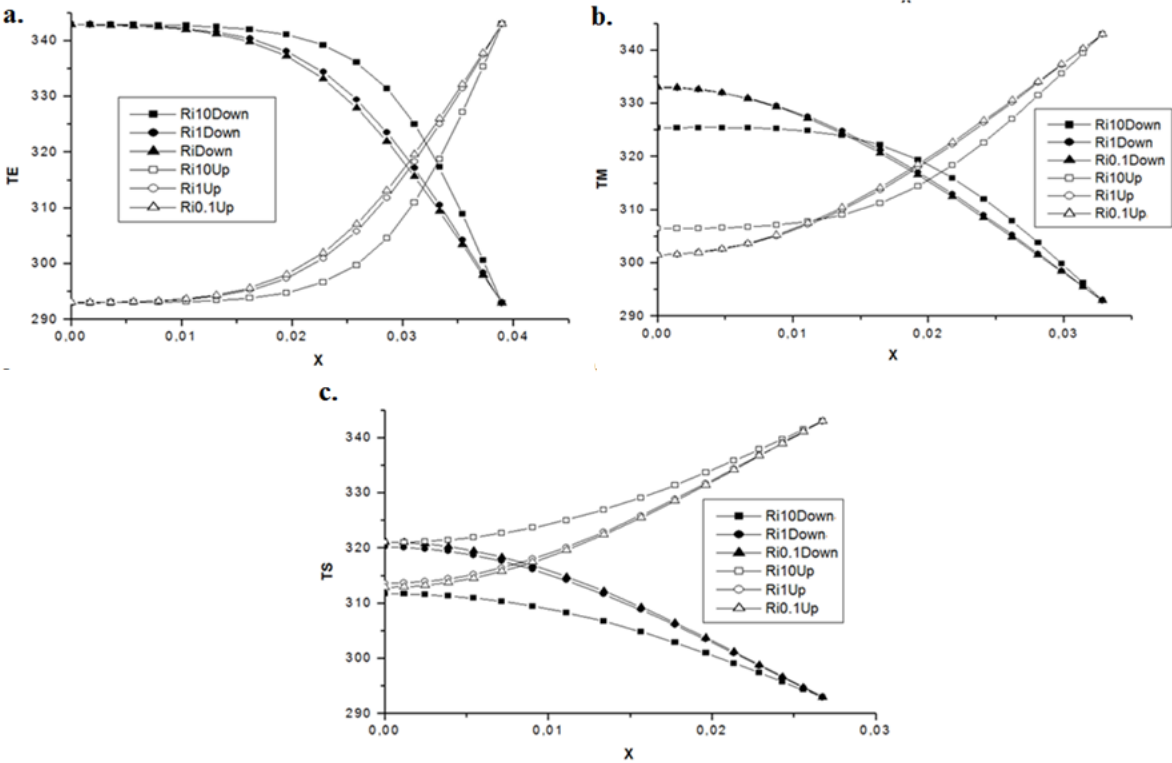 a.
TE
340
330
320
310
300
290
0,00
0,01
0,02
0,03
0,04
X
Ri10Down
Ri1Down
RiDown
Ri10Up
Ri1Up
Ri0.1Up
b.
TM
340
330
320
310
300
290
0,00
0,01
0,02
0,03
X
Ri10Down
Ri1Down
Ri0.1Down
Ri10Up
Ri1Up
Ri0.1Up
c.
TS
340
330
320
310
300
290
0,00
0,01
0,02
0,03
X
Ri10Down
Ri1Down
Ri0.1Down
Ri10Up
Ri1Up
Ri0.1Up